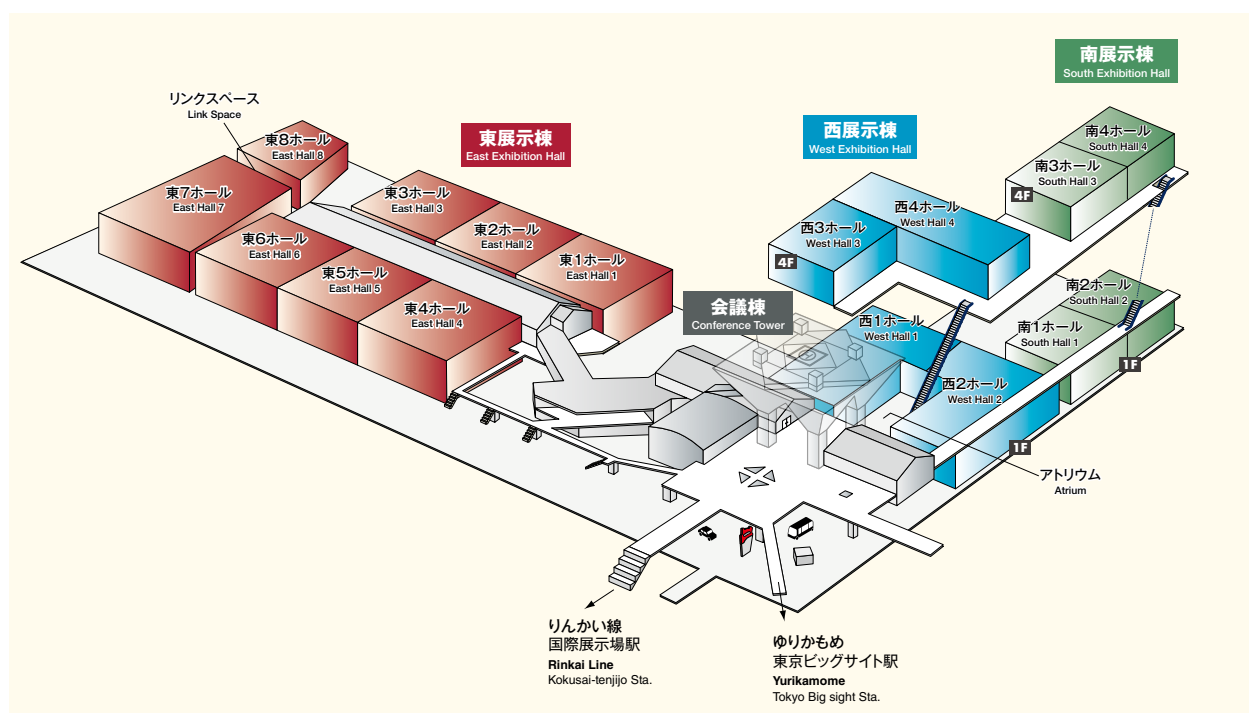 南展示棟
South Exhibition Hall
リンクスペース
Link Space
東展示棟
East Exhibition Hall
西展示棟
West Exhibition Hall
東8ホール
East Hall 8
東7ホール
East Hall 7
東3ホール
East Hall 3
東2ホール
East Hall 2
東1ホール
East Hall 1
東6ホール
East Hall 6
東5ホール
East Hall 5
東4ホール
East Hall 4
南4ホール
South Hall 4
南3ホール
South Hall 3
4F
西4ホール
West Hall 4
西3ホール
West Hall 3
4F
会議棟
Conference Tower
西1ホール
West Hall 1
西2ホール
West Hall 2
1F
南2ホール
South Hall 2
南1ホール
South Hall 1
1F
アトリウム
Atrium
りんかい線
国際展示場駅
Rinkai Line
Kokusai-tenjijo Sta.
ゆりかもめ
東京ビッグサイト駅
Yurikamome
Tokyo Big sight Sta.